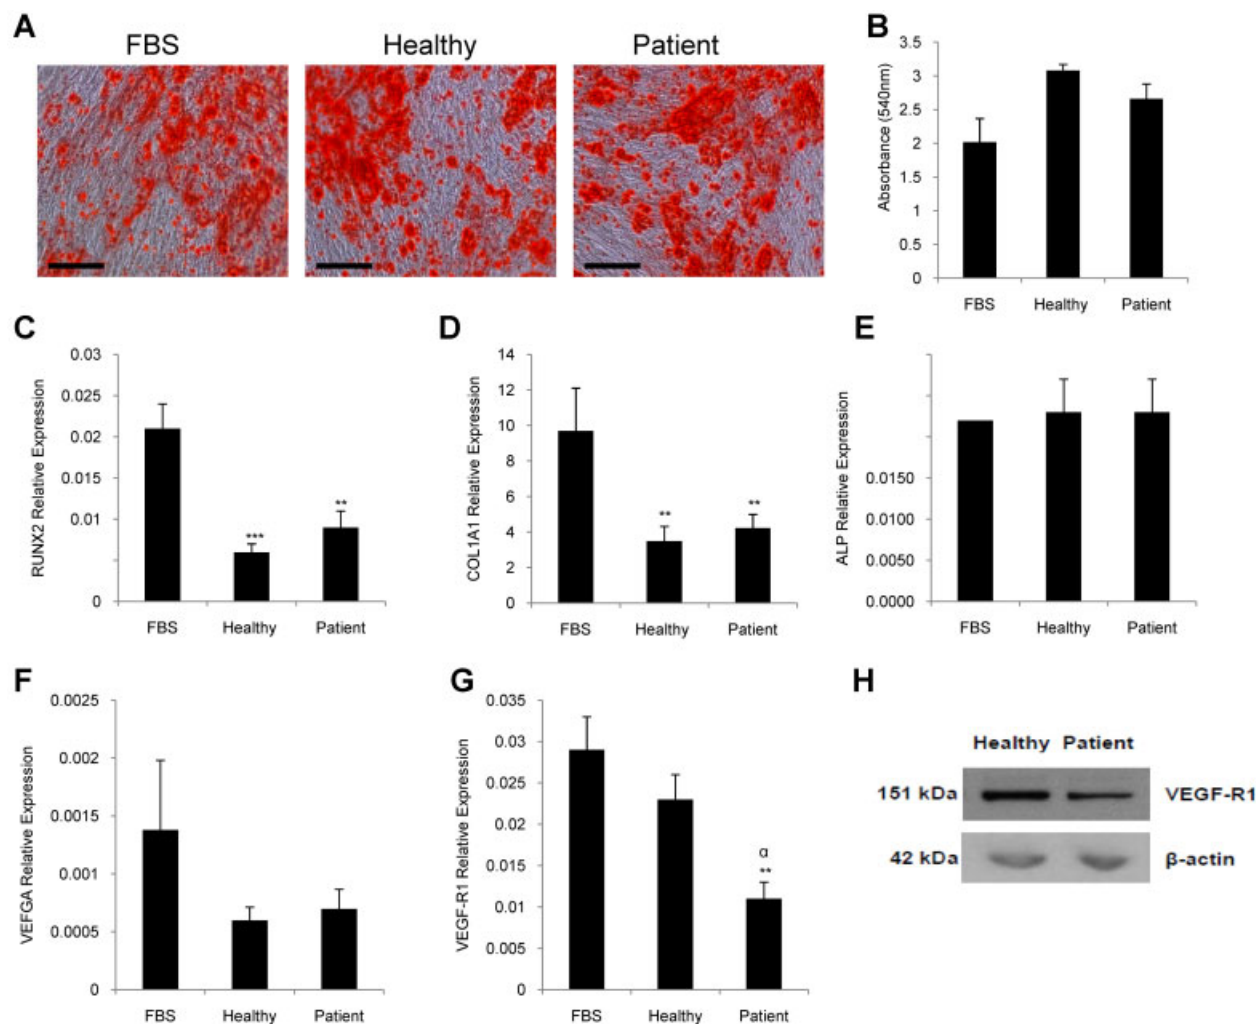 A
FBS
Healthy
Patient
B
Absorbance (540nm)
3.5
3
2.5
2
1.5
1
0.5
0
FBS
Healthy
Patient
C
RUNX2 Relative Expression
0.03
0.025
0.02
0.015
0.01
0
***
**
FBS
Healthy
Patient
D
COL1A1 Relative Expression
14
12
10
8
6
4
2
0
**
**
FBS
Healthy
Patient
E
ALP Relative Expression
0.0150
0.0100
0.0050
0.0000
FBS
Healthy
Patient
F
VEFGA Relative Expression
0.0025
0.002
0.0015
0.001
0.0005
0
FBS
Healthy
Patient
G
VEGF-R1 Relative Expression
0.035
0.03
0.025
0.02
0.015
0.01
0.005
0
α
**
FBS
Healthy
Patient
H
Healthy Patient
151 kDa
VEGF-R1
42 kDa
β-actin